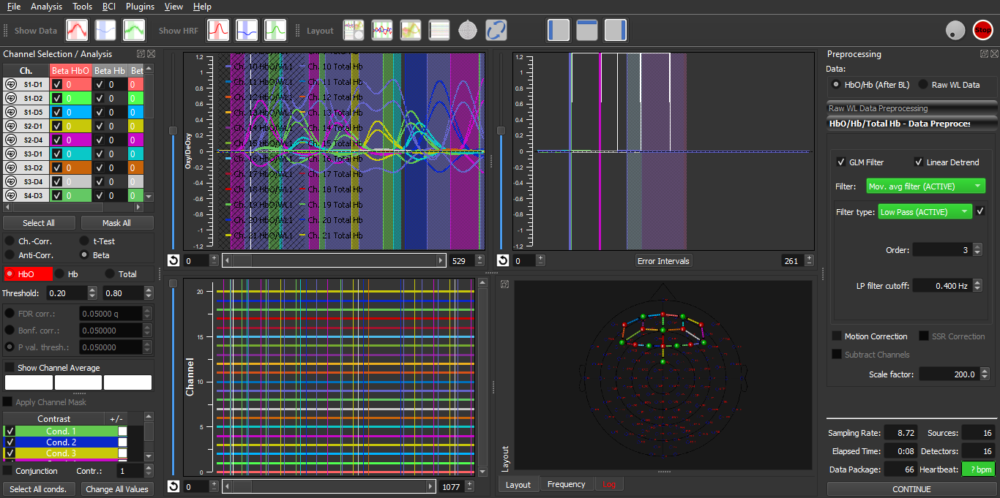 File Analysis Tools BCI Plugins View Help
Show Data Show HRF Layout Stop
Channel Selection / Analysis
Ch. Beta HbO Beta Hb Bet
S1-D1 0 0 0
S1-D2 0 0 0
S1-D5 0 0 0
S2-D1 0 0 0
S2-D4 0 0 0
S3-D1 0 0 0
S3-D2 0 0 0
S3-D4 0 0 0
S4-D3 0 0 0
Select All Mask All
Ch.-Corr. t-Test
Anti-Corr. Beta
HbO Hb Total
Threshold: 0.20 0.80
FDR corr.: 0.05000 q
Bonf. corr.: 0.050000
P val. thresh.: 0.050000
Show Channel Average
Apply Channel Mask
Contrast +/-
Cond. 1
Cond. 2
Cond. 3
Conjunction Contr.: 1
Select All conds. Change All Values
Oxy/DeOxy
1.2
1
0.8
0.6
0.4
0.2
0
-0.2
-0.4
-0.6
-0.8
-1
-1.2
Ch. 10 HbO/WL1 Ch. 10 Total Hb
Ch. 11 HbO/WL1 Ch. 11 Total Hb
Ch. 12 HbO/WL1 Ch. 12 Total Hb
Ch. 13 HbO/WL1 Ch. 13 Total Hb
Ch. 14 HbO/WL1 Ch. 14 Total Hb
Ch. 15 HbO/WL1 Ch. 15 Total Hb
Ch. 16 HbO/WL1 Ch. 16 Total Hb
Ch. 17 HbO/WL1 Ch. 17 Total Hb
Ch. 18 HbO/WL1 Ch. 18 Total Hb
Ch. 19 HbO/WL1 Ch. 19 Total Hb
Ch. 20 HbO/WL1 Ch. 20 Total Hb
Ch. 21 HbO/WL1 Ch. 21 Total Hb
0 529
1.2
1
0.8
0.6
0.4
0.2
0
-0.2
-0.4
-0.6
-0.8
-1
-1.2
0 Error Intervals 261
Channel
20
15
10
5
0
0 1077
Layout
Layout Frequency Log
Preprocessing
Data:
HbO/Hb (After BL) Raw WL Data
Raw WL Data Preprocessing
HbO/Hb/Total Hb - Data Preproces
GLM Filter Linear Detrend
Filter: Mov. avg filter (ACTIVE)
Filter type: Low Pass (ACTIVE)
Order: 3
LP filter cutoff: 0.400 Hz
Motion Correction SSR Correction
Subtract Channels
Scale factor: 200.0
Sampling Rate: 8.72 Sources: 16
Elapsed Time: 0:08 Detectors: 16
Data Package: 66 Heartbeat: ? bpm
CONTINUE